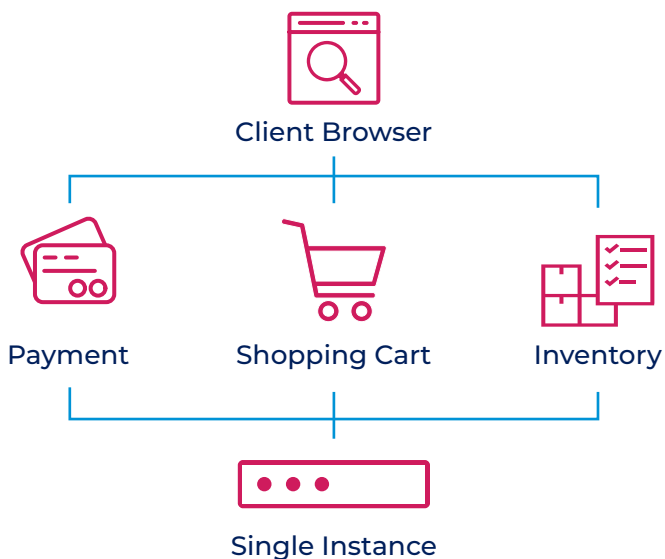 Client Browser
Payment
Shopping Cart
Inventory
Single Instance